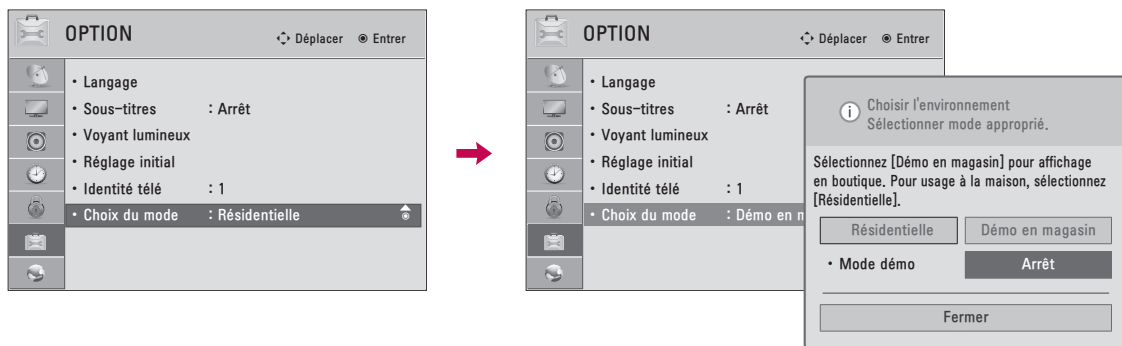 OPTION
Déplacer Entrer
• Langage
• Sous-titres : Arrêt
• Voyant lumineux
• Réglage initial
• Identité télé : 1
• Choix du mode : Résidentielle
OPTION
Déplacer Entrer
• Langage
• Sous-titres : Arrêt
• Voyant lumineux
• Réglage initial
• Identité télé : 1
• Choix du mode : Démo en m
i Choisir l'environnement
Sélectionner mode approprié.
Sélectionnez [Démo en magasin] pour affichage
en boutique. Pour usage à la maison, sélectionnez
[Résidentielle].
Résidentielle Démo en magasin
• Mode démo Arrêt
Fermer